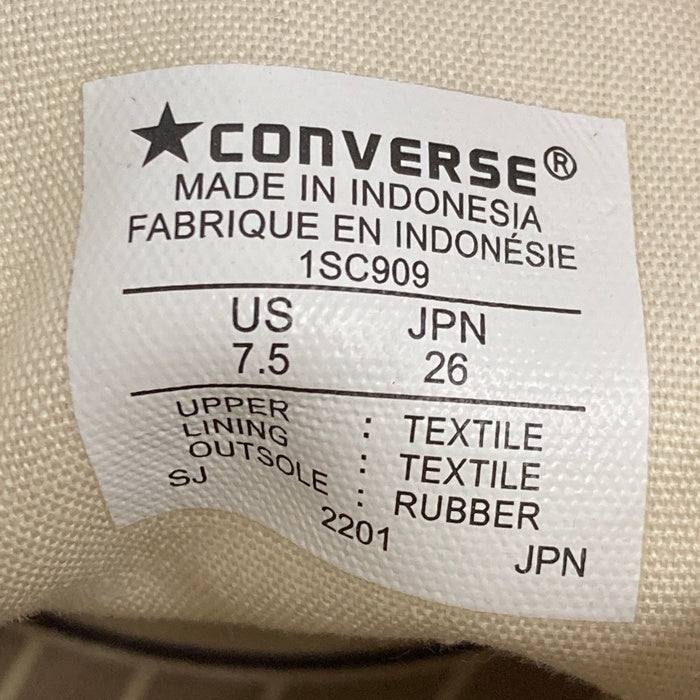 ★CONVERSE®
MADE IN INDONESIA
FABRIQUE EN INDONÉSIE
1SC909
US JPN
7.5 26
UPPER : TEXTILE
LINING : TEXTILE
OUTSOLE : RUBBER
SJ 2201 JPN